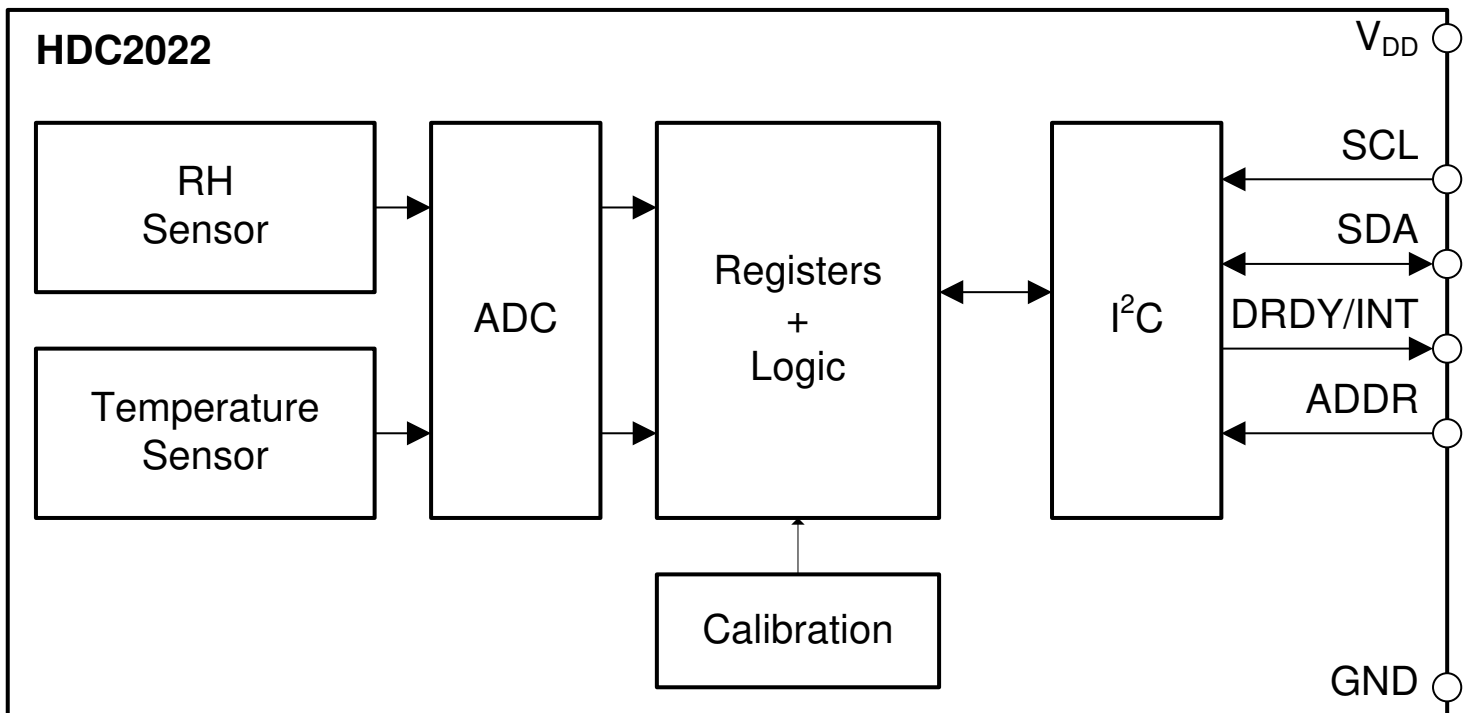 HDC2022
V_DD
RH
Sensor
ADC
Registers
+
Logic
I²C
SCL
SDA
DRDY/INT
ADDR
Temperature
Sensor
Calibration
GND